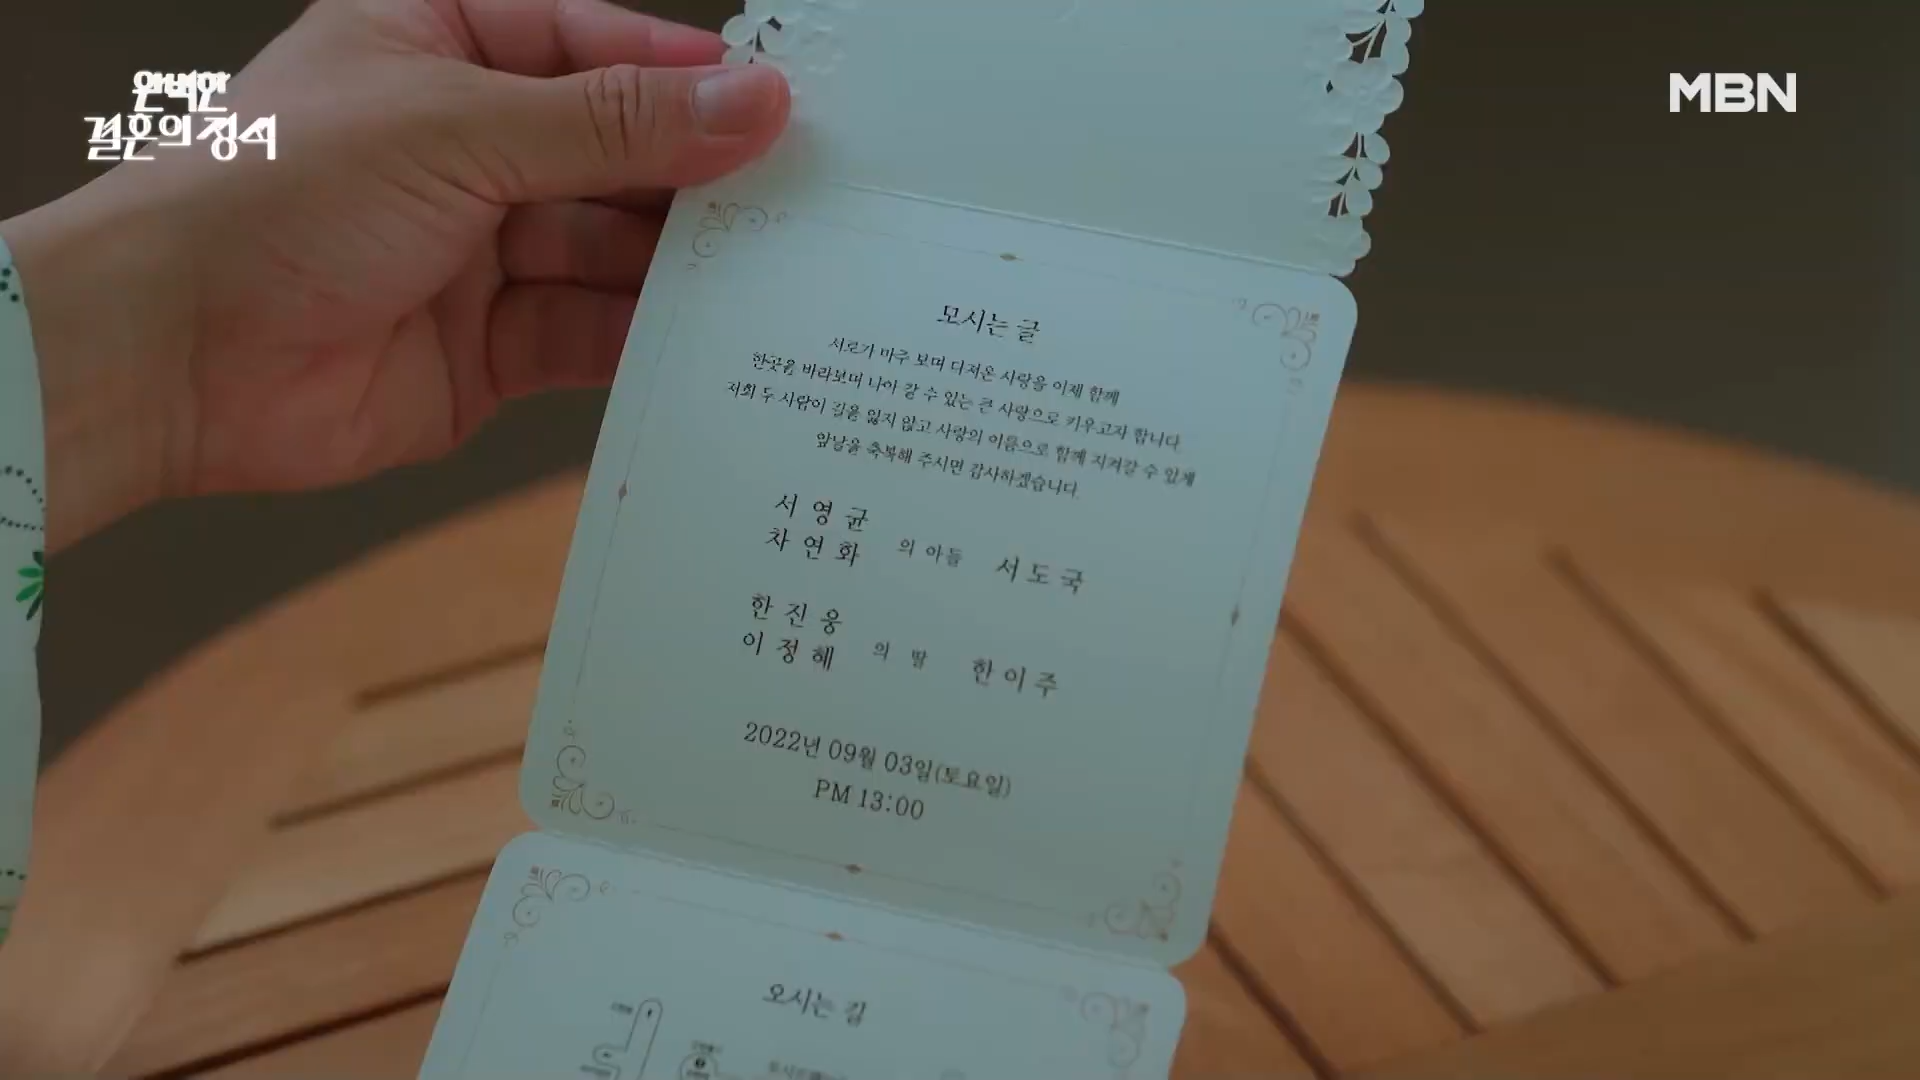 완벽한
결혼의 정석
MBN
모시는 글
서로가 마주 보며 다져온 사랑을 이제 함께
한곳을 바라보며 나아 갈 수 있는 큰 사랑으로 키우고자 합니다.
저희 두 사람이 길을 잃지 않고 사랑의 이름으로 함께 지켜갈 수 있게
앞날을 축복해 주시면 감사하겠습니다.
서 영 균
차 연 화 의 아들 서 도 국
한 진 웅
이 정 혜 의 딸 한 이 주
2022년 09월 03일(토요일)
PM 13:00
오시는 길